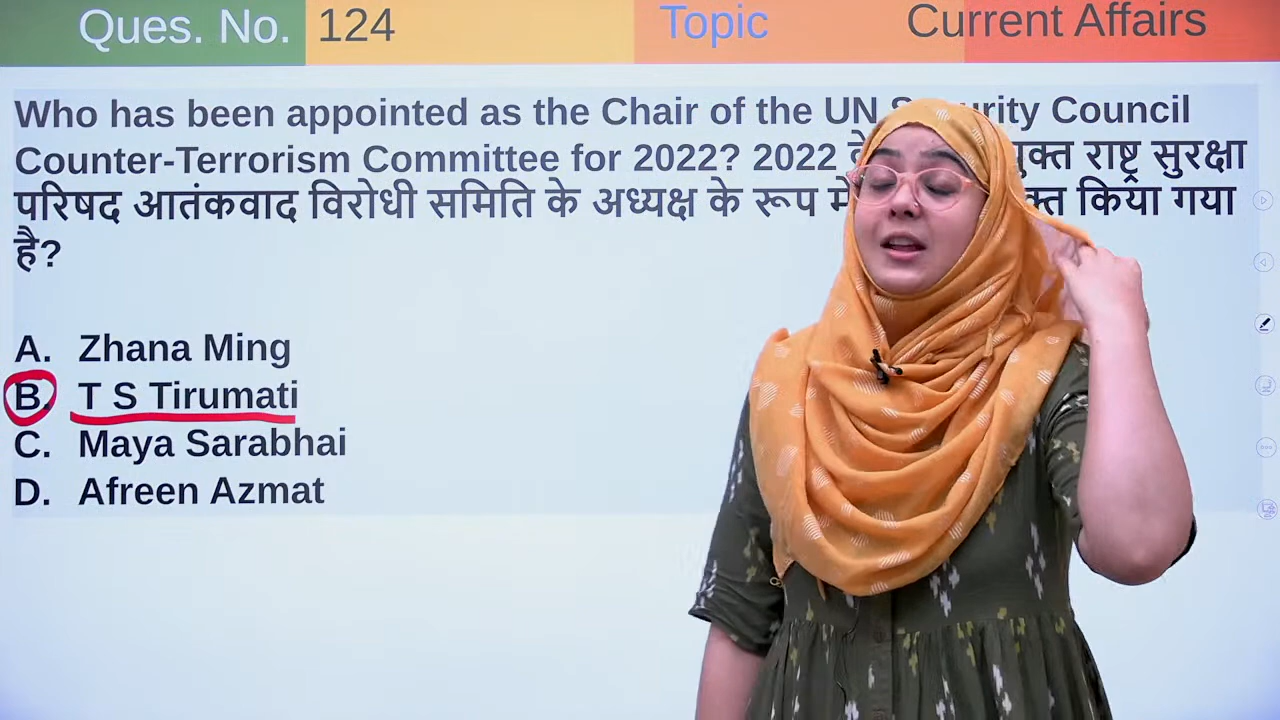 Ques. No. 124 Topic Current Affairs
Who has been appointed as the Chair of the UN Council
Counter-Terrorism Committee for 2022? 2022 राष्ट्र सुरक्षा
परिषद आतंकवाद विरोधी समिति के अध्यक्ष के रूप किया गया
है?
A. Zhana Ming
B. T S Tirumati
C. Maya Sarabhai
D. Afreen Azmat